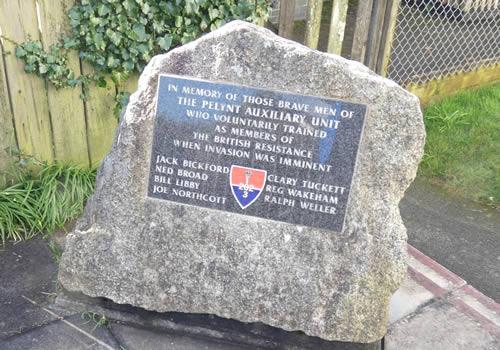 IN MEMORY OF THOSE BRAVE MEN OF
THE PELYNT AUXILIARY UNIT
WHO VOLUNTARILY TRAINED
AS MEMBERS OF
THE BRITISH RESISTANCE
WHEN INVASION WAS IMMINENT
JACK BICKFORD
NED BROAD
BILL LIBBY
JOE NORTHCOTT
202
3
CLARY TUCKETT
REG WAKEHAM
RALPH WELLER